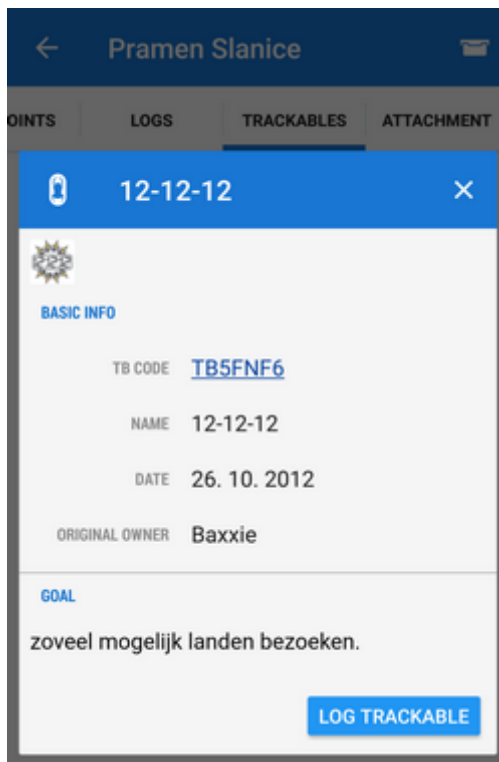 Pramen Slanice
OINTS LOGS TRACKABLES ATTACHMENT
12-12-12
BASIC INFO
TB CODE TB5FNF6
NAME 12-12-12
DATE 26. 10. 2012
ORIGINAL OWNER Baxxie
GOAL
zoveel mogelijk landen bezoeken.
LOG TRACKABLE